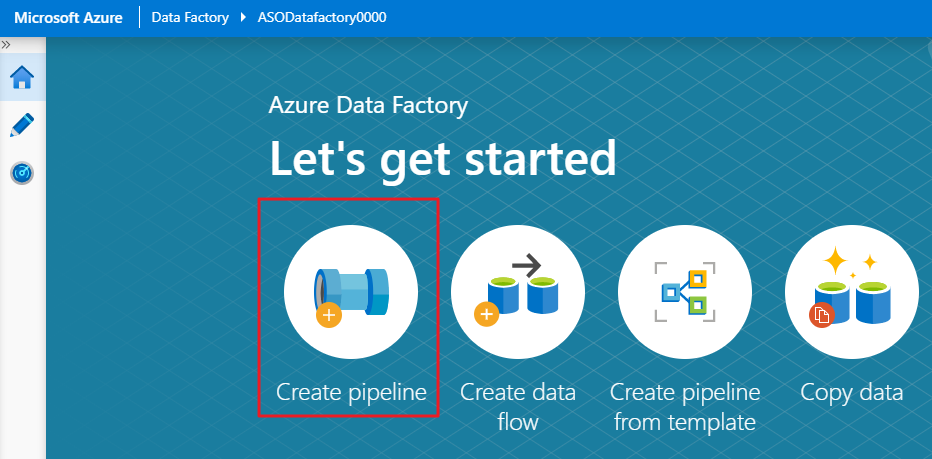 Microsoft Azure
Data Factory
ASODatafactory0000
Azure Data Factory
Let's get started
Create pipeline
Create data
flow
Create pipeline
from template
Copy data